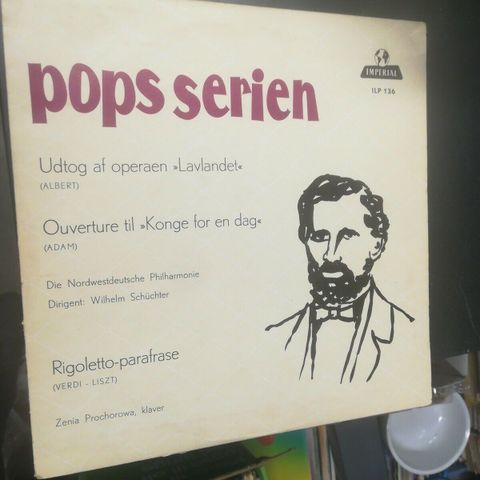 IMPERIAL
ILP 136
pops serien
Udtog af operaen »Lavlandet«
(ALBERT)
Ouverture til »Konge for en dag«
(ADAM)
Die Nordwestdeutsche Philharmonie
Dirigent: Wilhelm Schüchter
Rigoletto-parafrase
(VERDI - LISZT)
Zenia Prochorowa, klaver